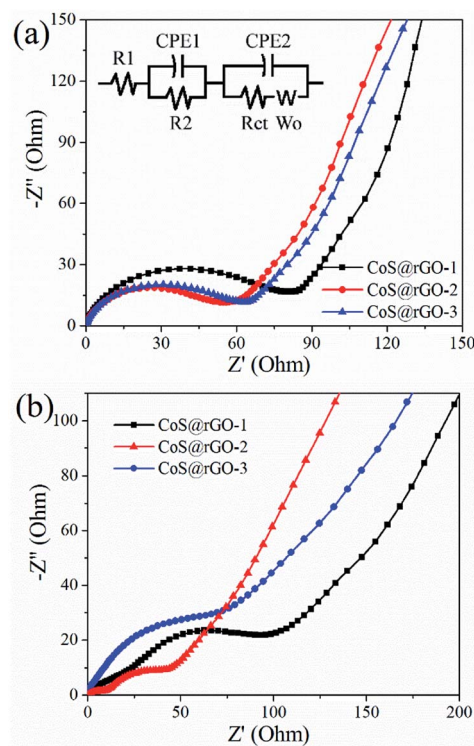 (a)
150
120
90
60
30
0
-Z'' (Ohm)
R1
CPE1
R2
CPE2
Rct
Wo
CoS@rGO-1
CoS@rGO-2
CoS@rGO-3
0 30 60 90 120 150
Z' (Ohm)
(b)
100
80
60
40
20
0
-Z'' (Ohm)
CoS@rGO-1
CoS@rGO-2
CoS@rGO-3
0 50 100 150 200
Z' (Ohm)